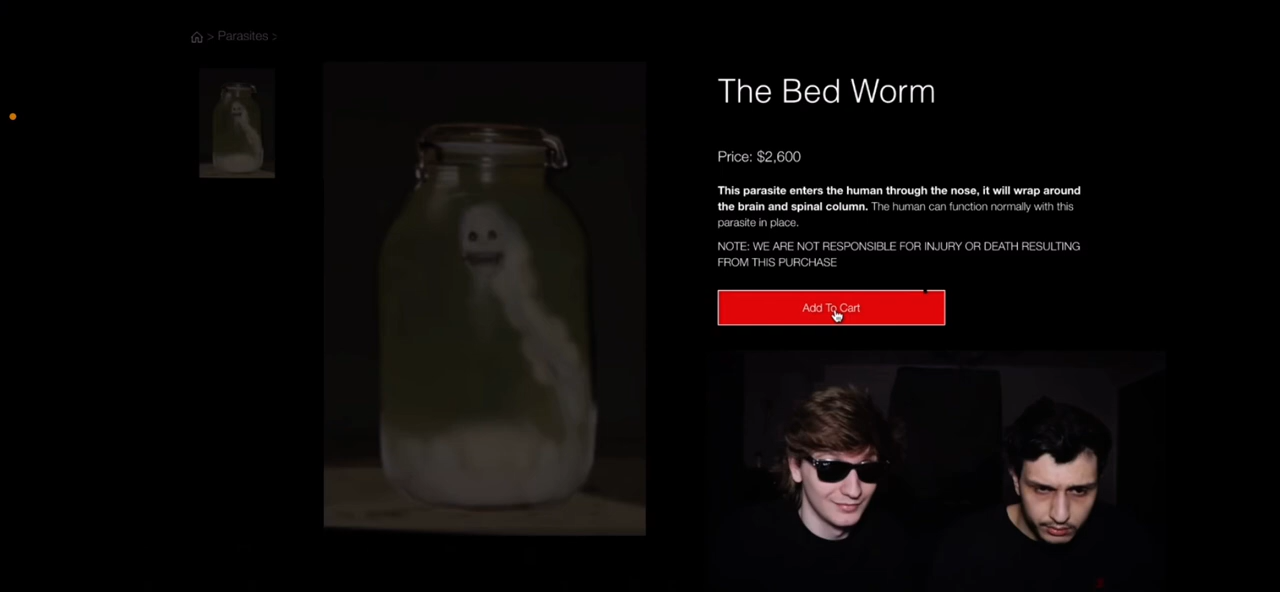 > Parasites >
The Bed Worm
Price: $2,600
This parasite enters the human through the nose, it will wrap around
the brain and spinal column. The human can function normally with this
parasite in place.
NOTE: WE ARE NOT RESPONSIBLE FOR INJURY OR DEATH RESULTING
FROM THIS PURCHASE
Add To Cart